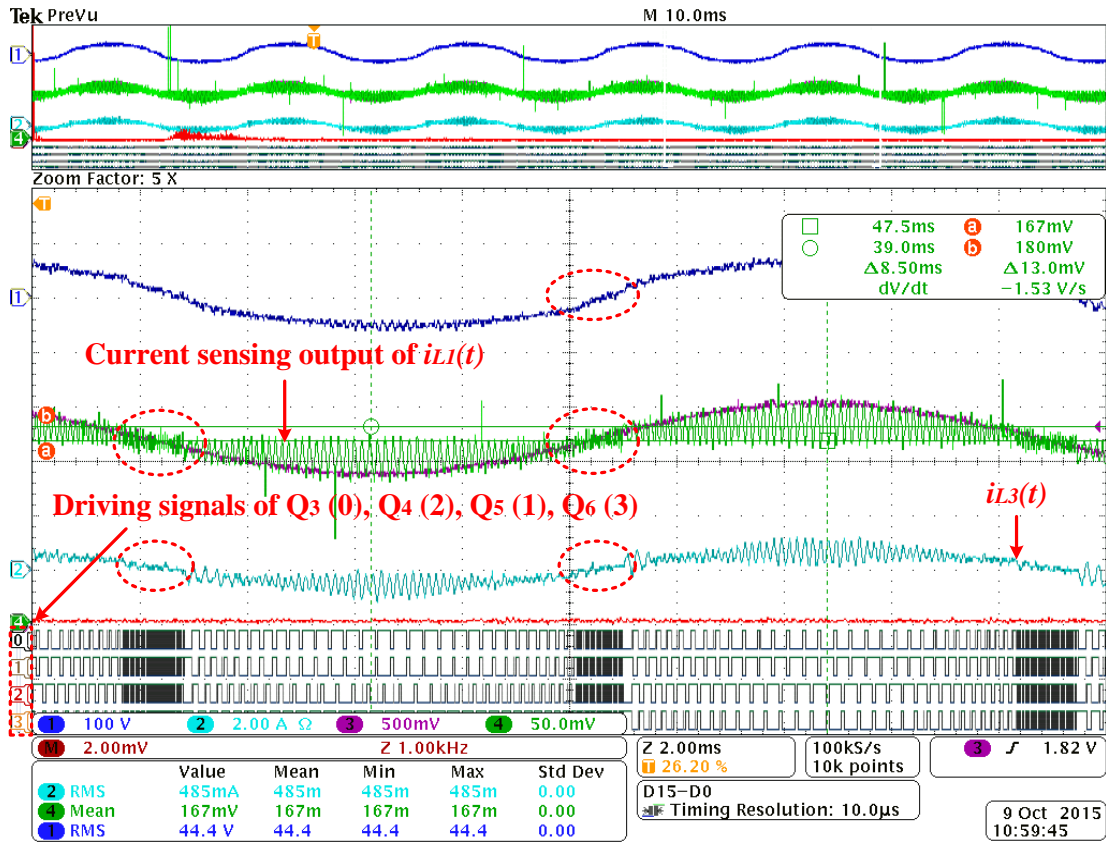 Tek PreVu M 10.0ms
1
T
2
4
Zoom Factor: 5 X
T
47.5ms a 167mV
39.0ms b 180mV
Δ8.50ms Δ13.0mV
dV/dt −1.53 V/s
1
Current sensing output of iL1(t)
b
a
Driving signals of Q3 (0), Q4 (2), Q5 (1), Q6 (3)
iL3(t)
2
4
0
1
2
3
1 100 V 2 2.00 A Ω 3 500mV 4 50.0mV
M 2.00mV Z 1.00kHz
Z 2.00ms
T 26.20 %
100kS/s
10k points
3 1.82 V
Value Mean Min Max Std Dev
2 RMS 485mA 485m 485m 485m 0.00
4 Mean 167mV 167m 167m 167m 0.00
1 RMS 44.4 V 44.4 44.4 44.4 0.00
D15-D0
Timing Resolution: 10.0µs
9 Oct 2015
10:59:45